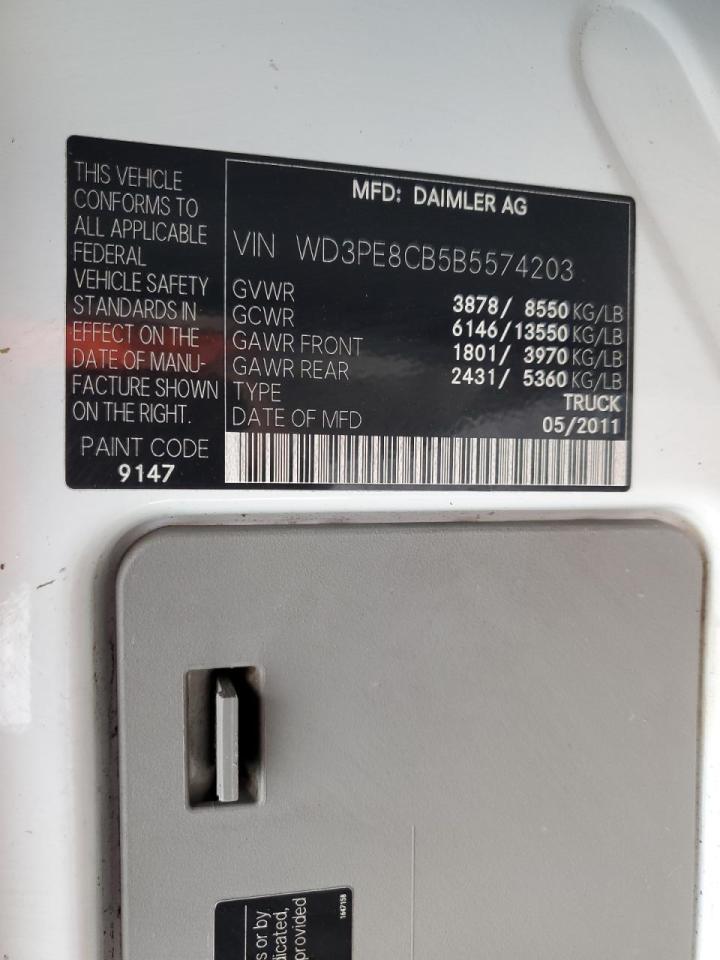 THIS VEHICLE
CONFORMS TO
ALL APPLICABLE
FEDERAL
VEHICLE SAFETY
STANDARDS IN
EFFECT ON THE
DATE OF MANU-
FACTURE SHOWN
ON THE RIGHT.
PAINT CODE
9147
MFD: DAIMLER AG
VIN WD3PE8CB5B5574203
GVWR 3878/ 8550 KG/LB
GCWR 6146/13550 KG/LB
GAWR FRONT 1801/ 3970 KG/LB
GAWR REAR 2431/ 5360 KG/LB
TYPE TRUCK
DATE OF MFD 05/2011
s or by
dicated,
provided
1647158